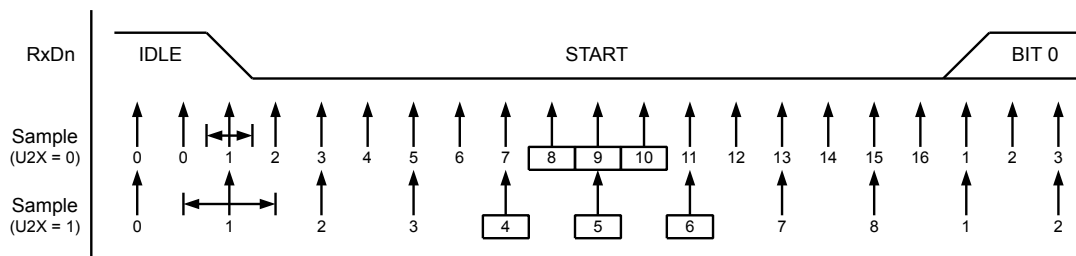 RxDn IDLE START BIT 0
Sample
(U2X = 0) 0 0 1 2 3 4 5 6 7 8 9 10 11 12 13 14 15 16 1 2 3
Sample
(U2X = 1) 0 1 2 3 4 5 6 7 8 1 2